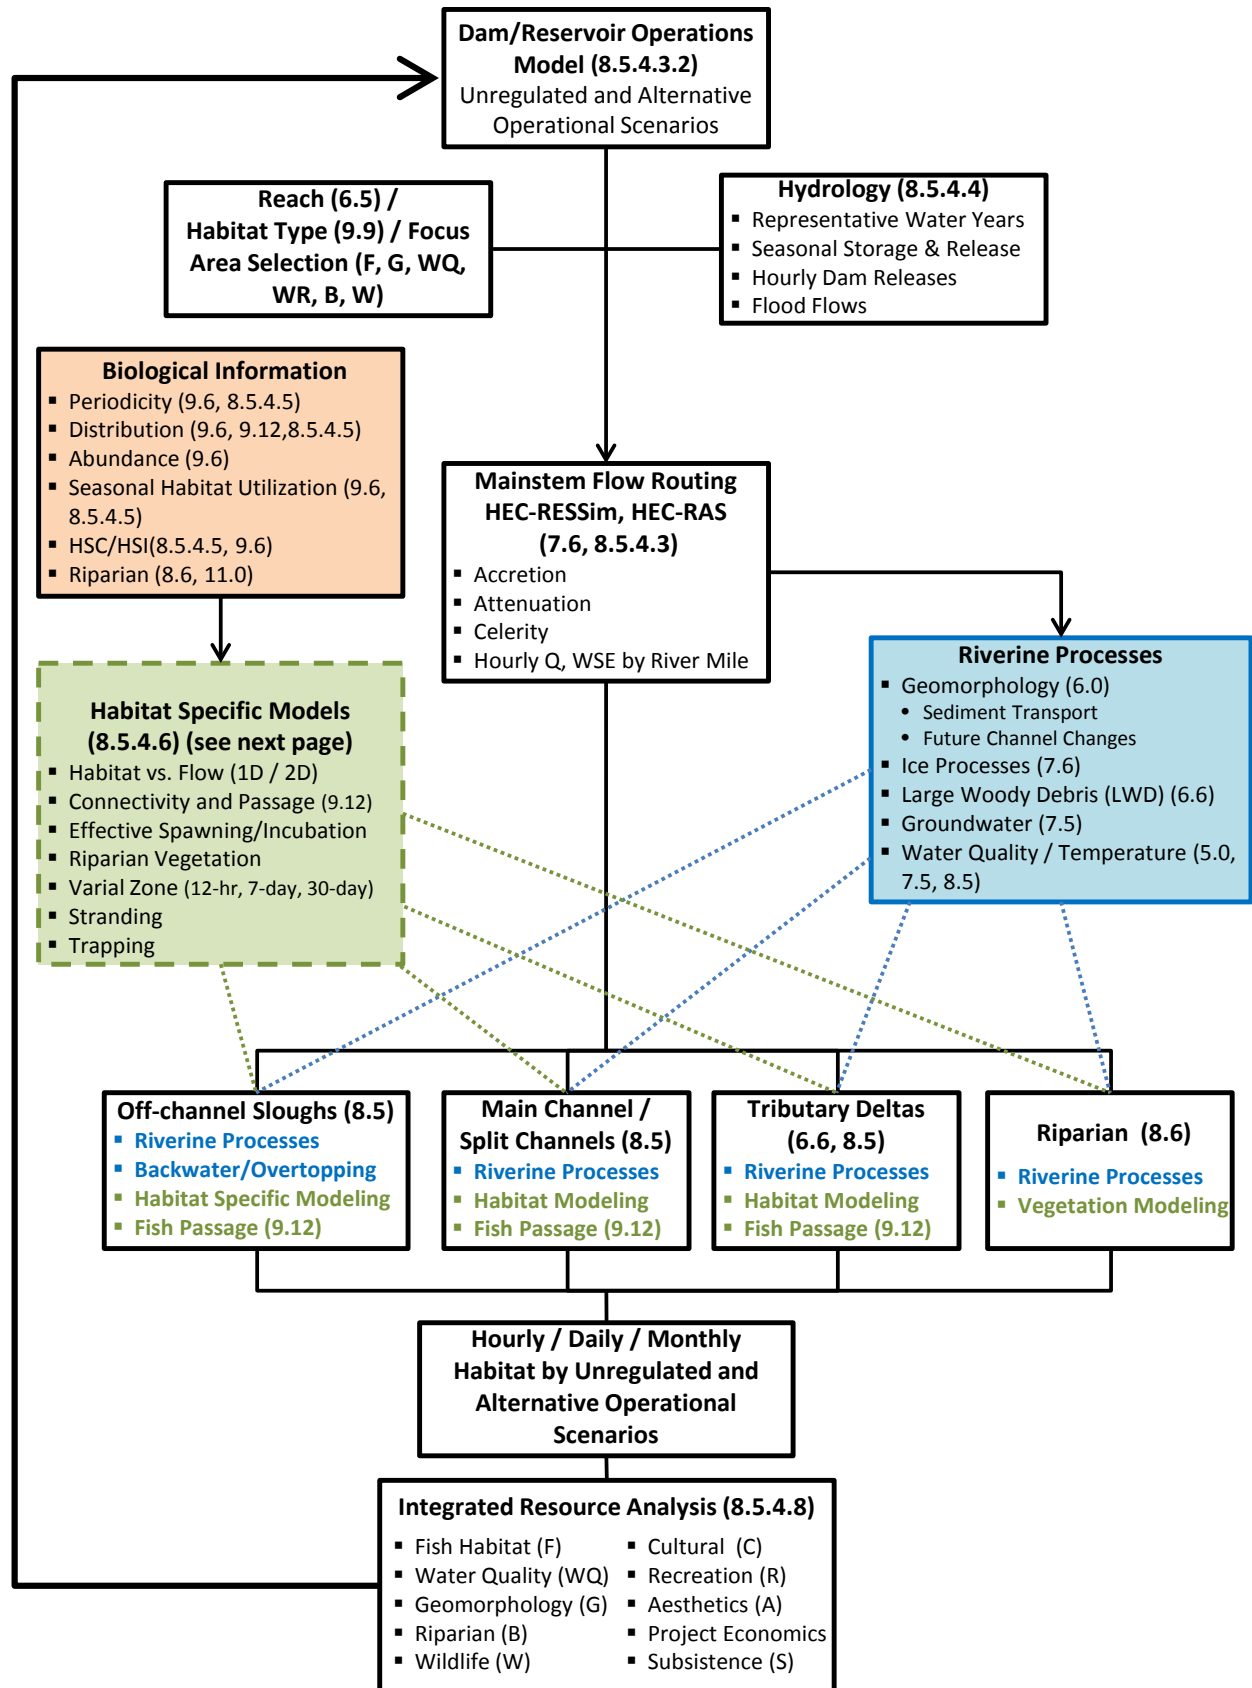 Dam/Reservoir Operations
Model (8.5.4.3.2)
Unregulated and Alternative
Operational Scenarios
Reach (6.5) /
Habitat Type (9.9) / Focus
Area Selection (F, G, WQ,
WR, B, W)
Hydrology (8.5.4.4)
▪ Representative Water Years
▪ Seasonal Storage & Release
▪ Hourly Dam Releases
▪ Flood Flows
Biological Information
▪ Periodicity (9.6, 8.5.4.5)
▪ Distribution (9.6, 9.12,8.5.4.5)
▪ Abundance (9.6)
▪ Seasonal Habitat Utilization (9.6,
8.5.4.5)
▪ HSC/HSI(8.5.4.5, 9.6)
▪ Riparian (8.6, 11.0)
Mainstem Flow Routing
HEC-RESSim, HEC-RAS
(7.6, 8.5.4.3)
▪ Accretion
▪ Attenuation
▪ Celerity
▪ Hourly Q, WSE by River Mile
Riverine Processes
▪ Geomorphology (6.0)
• Sediment Transport
• Future Channel Changes
▪ Ice Processes (7.6)
▪ Large Woody Debris (LWD) (6.6)
▪ Groundwater (7.5)
▪ Water Quality / Temperature (5.0,
7.5, 8.5)
Habitat Specific Models
(8.5.4.6) (see next page)
▪ Habitat vs. Flow (1D / 2D)
▪ Connectivity and Passage (9.12)
▪ Effective Spawning/Incubation
▪ Riparian Vegetation
▪ Varial Zone (12-hr, 7-day, 30-day)
▪ Stranding
▪ Trapping
Off-channel Sloughs (8.5)
▪ Riverine Processes
▪ Backwater/Overtopping
▪ Habitat Specific Modeling
▪ Fish Passage (9.12)
Main Channel /
Split Channels (8.5)
▪ Riverine Processes
▪ Habitat Modeling
▪ Fish Passage (9.12)
Tributary Deltas
(6.6, 8.5)
▪ Riverine Processes
▪ Habitat Modeling
▪ Fish Passage (9.12)
Riparian (8.6)
▪ Riverine Processes
▪ Vegetation Modeling
Hourly / Daily / Monthly
Habitat by Unregulated and
Alternative Operational
Scenarios
Integrated Resource Analysis (8.5.4.8)
▪ Fish Habitat (F)
▪ Water Quality (WQ)
▪ Geomorphology (G)
▪ Riparian (B)
▪ Wildlife (W)
▪ Cultural (C)
▪ Recreation (R)
▪ Aesthetics (A)
▪ Project Economics
▪ Subsistence (S)